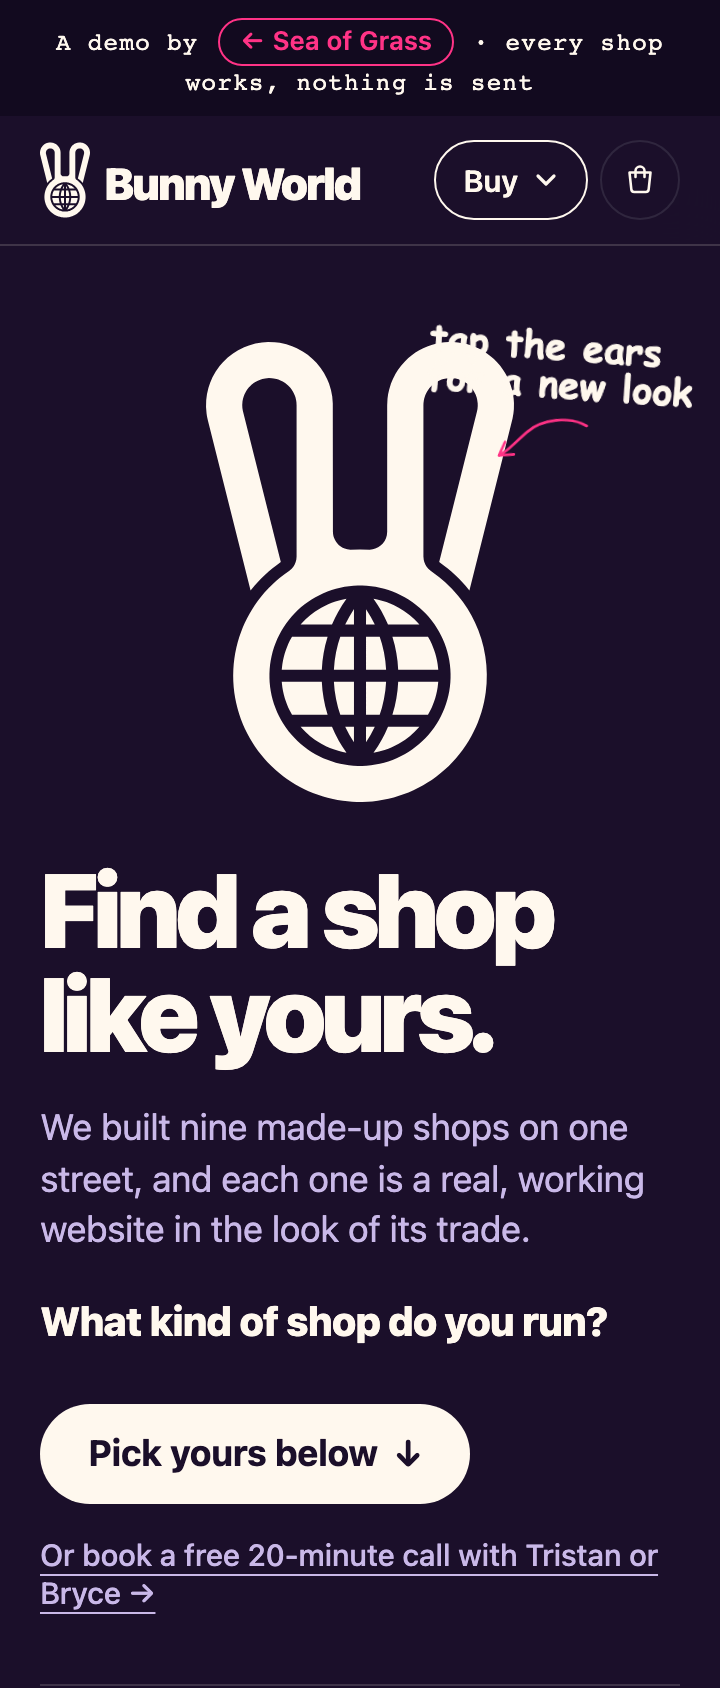 A demo by ← Sea of Grass · every shop
works, nothing is sent
Bunny World
Buy
tap the ears
a new look
Find a shop
like yours.
We built nine made-up shops on one
street, and each one is a real, working
website in the look of its trade.
What kind of shop do you run?
Pick yours below ↓
Or book a free 20-minute call with Tristan or
Bryce →